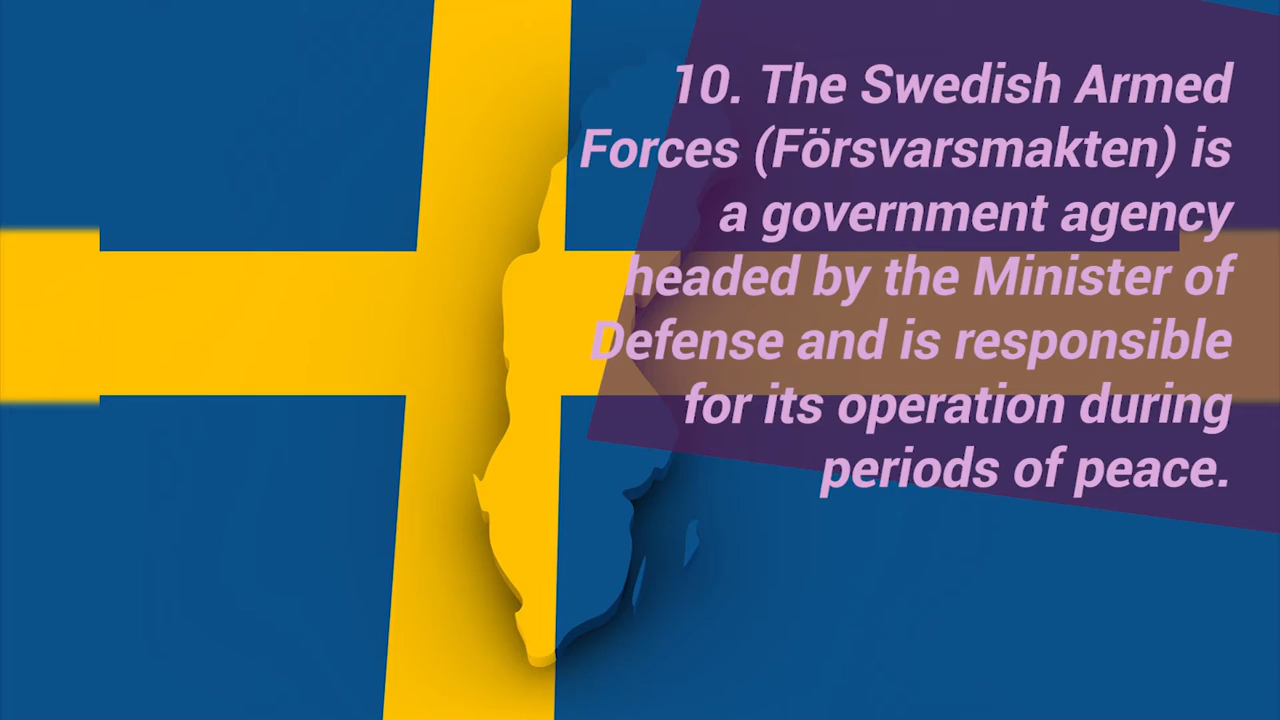 10. The Swedish Armed
Forces (Försvarsmakten) is
a government agency
headed by the Minister of
Defense and is responsible
for its operation during
periods of peace.